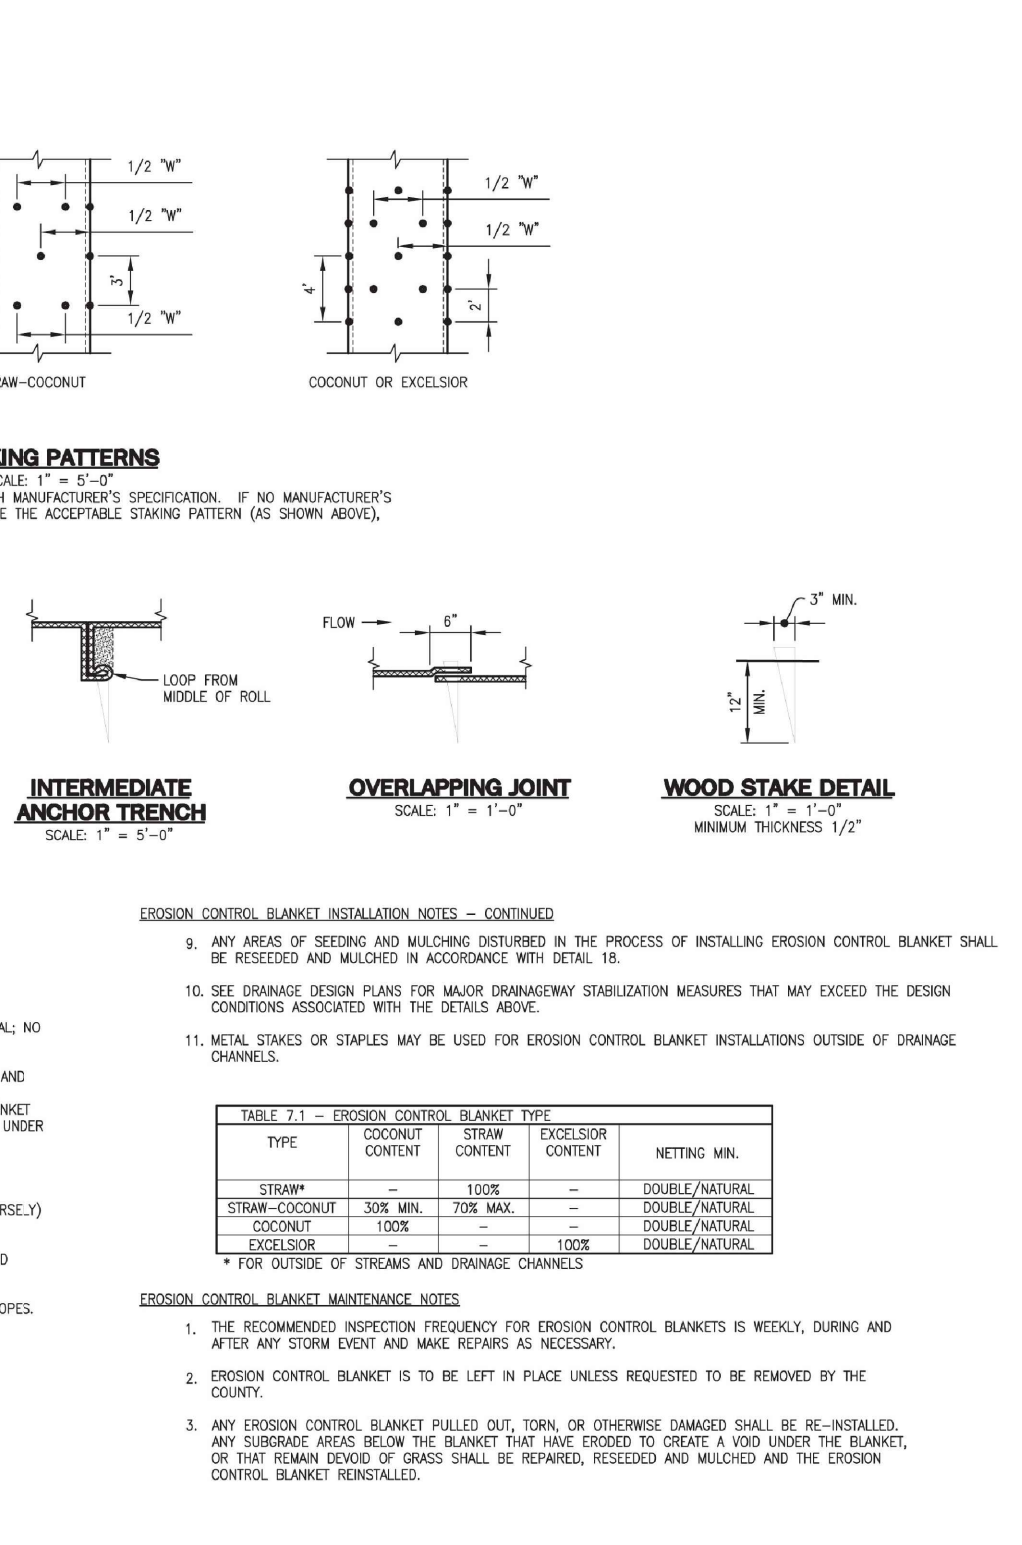 1/2 "W"
1/2 "W"
3'
1/2 "W"
AW-COCONUT
1/2 "W"
1/2 "W"
4'
2'
COCONUT OR EXCELSIOR
KING PATTERNS
CALE: 1" = 5'-0"
H MANUFACTURER'S SPECIFICATION. IF NO MANUFACTURER'S
E THE ACCEPTABLE STAKING PATTERN (AS SHOWN ABOVE),
LOOP FROM
MIDDLE OF ROLL
INTERMEDIATE
ANCHOR TRENCH
SCALE: 1" = 5'-0"
FLOW
6"
OVERLAPPING JOINT
SCALE: 1" = 1'-0"
3" MIN.
12"
MIN.
WOOD STAKE DETAIL
SCALE: 1" = 1'-0"
MINIMUM THICKNESS 1/2"
AL; NO
AND
NKET
UNDER
RSELY)
D
OPES.
EROSION CONTROL BLANKET INSTALLATION NOTES - CONTINUED
9. ANY AREAS OF SEEDING AND MULCHING DISTURBED IN THE PROCESS OF INSTALLING EROSION CONTROL BLANKET SHALL
BE RESEEDED AND MULCHED IN ACCORDANCE WITH DETAIL 18.
10. SEE DRAINAGE DESIGN PLANS FOR MAJOR DRAINAGEWAY STABILIZATION MEASURES THAT MAY EXCEED THE DESIGN
CONDITIONS ASSOCIATED WITH THE DETAILS ABOVE.
11. METAL STAKES OR STAPLES MAY BE USED FOR EROSION CONTROL BLANKET INSTALLATIONS OUTSIDE OF DRAINAGE
CHANNELS.
TABLE 7.1 - EROSION CONTROL BLANKET TYPE
TYPE COCONUT CONTENT STRAW CONTENT EXCELSIOR CONTENT NETTING MIN.
STRAW* - 100% - DOUBLE/NATURAL
STRAW-COCONUT 30% MIN. 70% MAX. - DOUBLE/NATURAL
COCONUT 100% - - DOUBLE/NATURAL
EXCELSIOR - - 100% DOUBLE/NATURAL
* FOR OUTSIDE OF STREAMS AND DRAINAGE CHANNELS
EROSION CONTROL BLANKET MAINTENANCE NOTES
1. THE RECOMMENDED INSPECTION FREQUENCY FOR EROSION CONTROL BLANKETS IS WEEKLY, DURING AND
AFTER ANY STORM EVENT AND MAKE REPAIRS AS NECESSARY.
2. EROSION CONTROL BLANKET IS TO BE LEFT IN PLACE UNLESS REQUESTED TO BE REMOVED BY THE
COUNTY.
3. ANY EROSION CONTROL BLANKET PULLED OUT, TORN, OR OTHERWISE DAMAGED SHALL BE RE-INSTALLED.
ANY SUBGRADE AREAS BELOW THE BLANKET THAT HAVE ERODED TO CREATE A VOID UNDER THE BLANKET,
OR THAT REMAIN DEVOID OF GRASS SHALL BE REPAIRED, RESEEDED AND MULCHED AND THE EROSION
CONTROL BLANKET REINSTALLED.